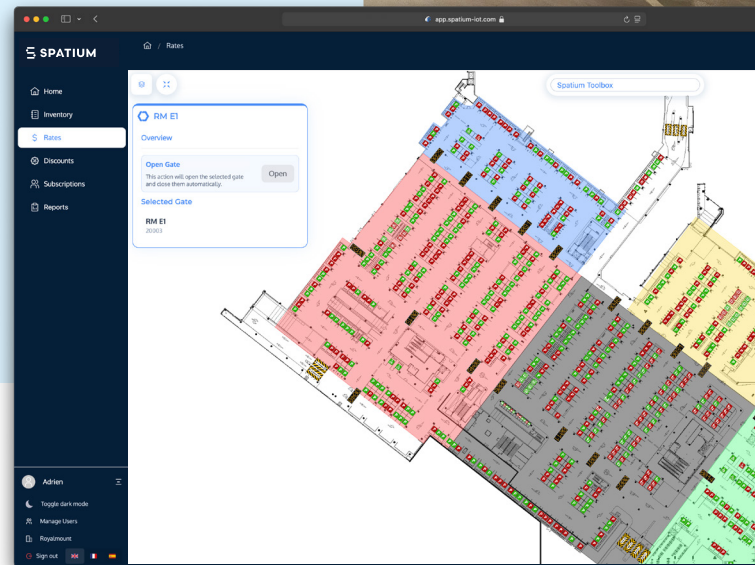 app.spatium-iot.com
SPATIUM
/ Rates
Home
Inventory
Rates
Discounts
Subscriptions
Reports
RM E1
Overview
Open Gate
This action will open the selected gate
and close them automatically.
Open
Selected Gate
RM E1
20003
Spatium Toolbox
Adrien
Toggle dark mode
Manage Users
Royalmount
Sign out